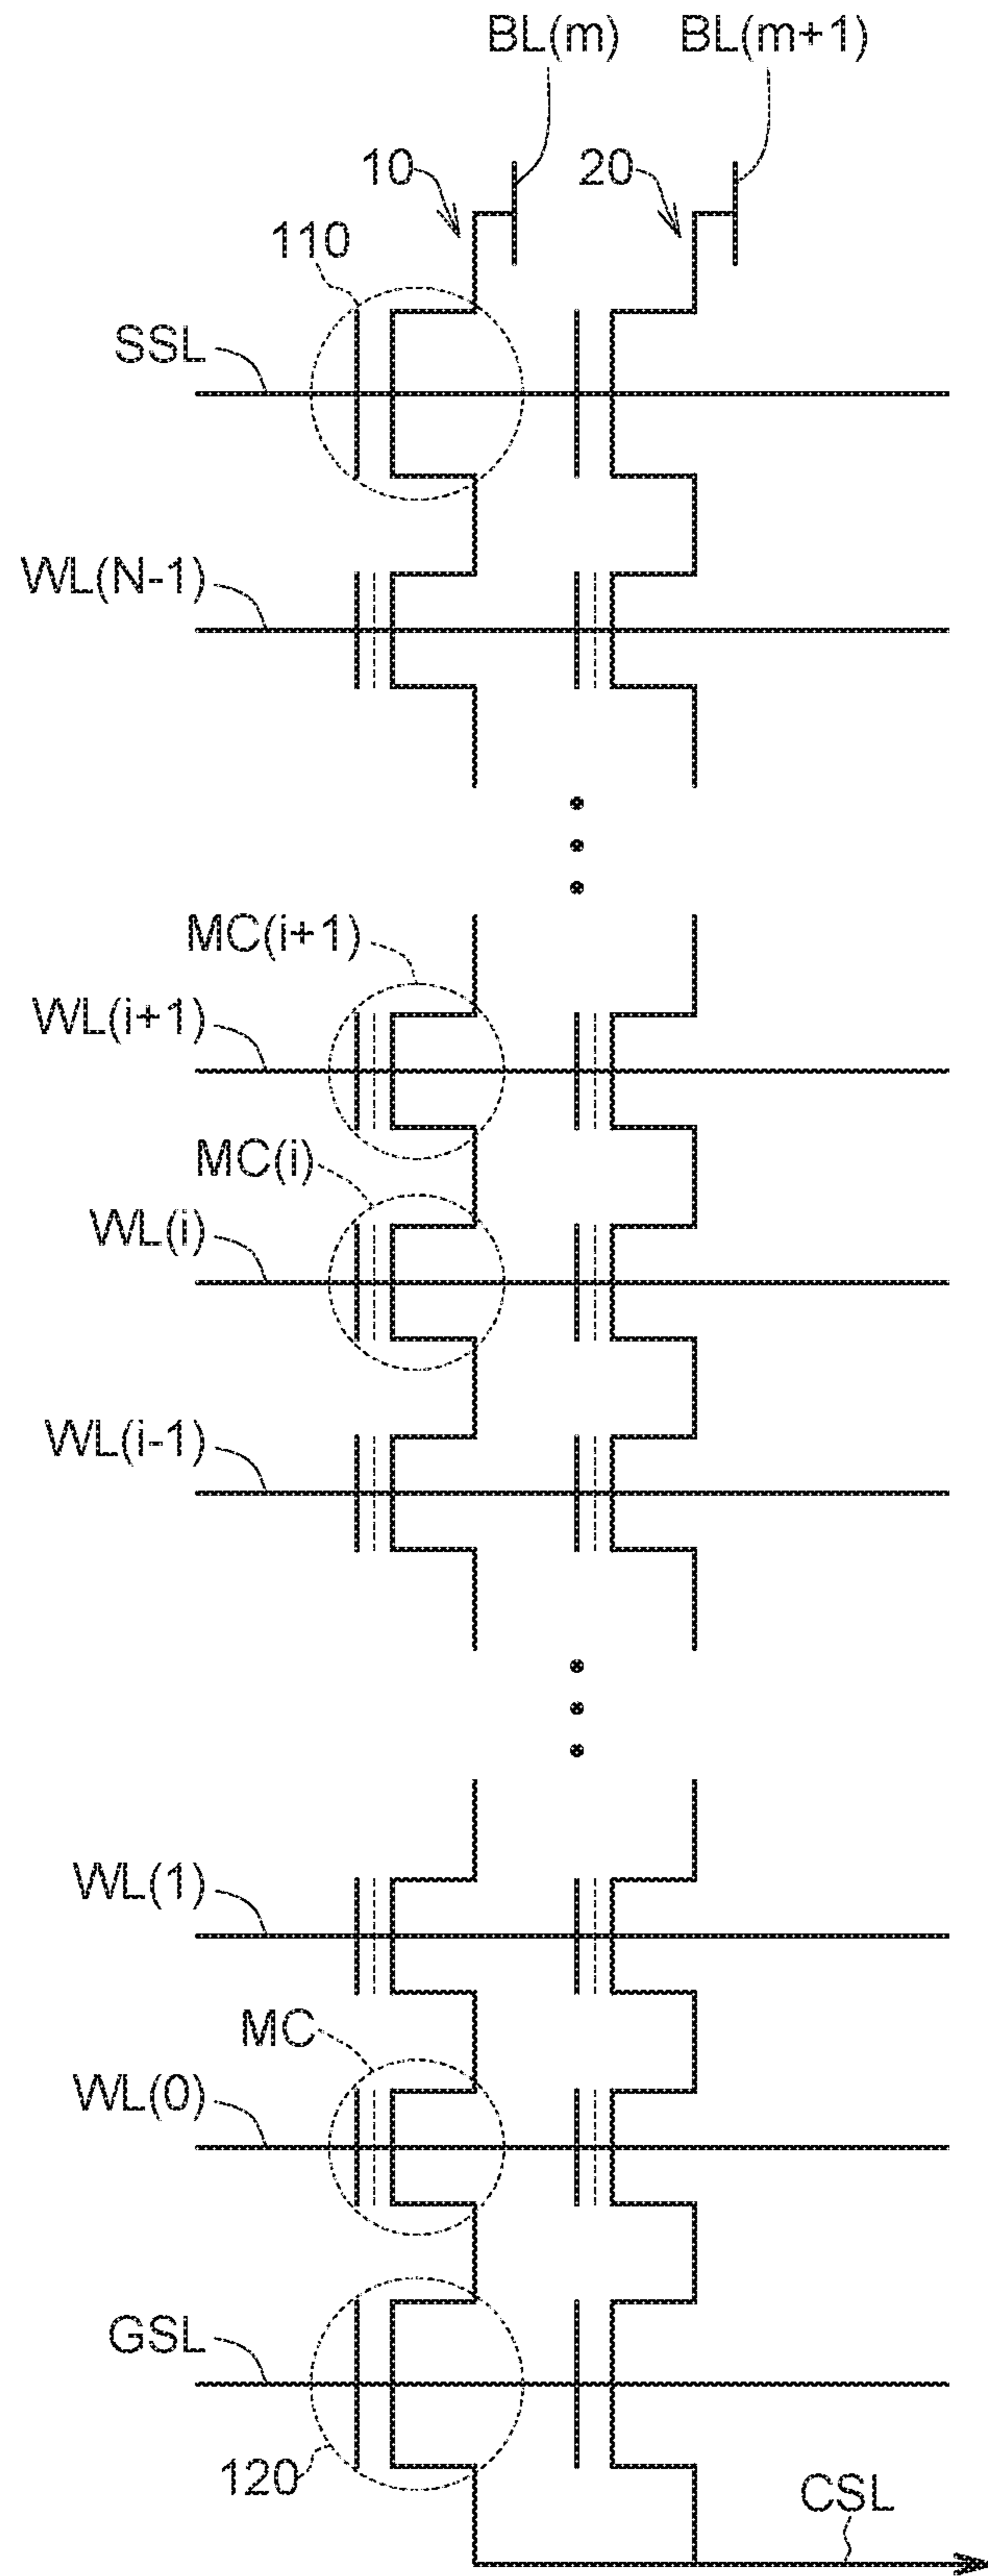 BL(m) BL(m+1)
10 20
110
SSL
WL(N-1)
MC(i+1)
WL(i+1)
MC(i)
WL(i)
WL(i-1)
WL(1)
MC
WL(0)
GSL
120
CSL